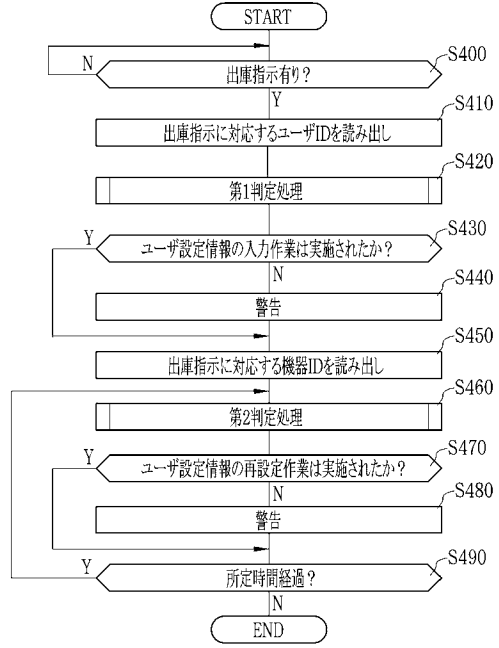 START
S400
N
出庫指示有り？
Y
S410
出庫指示に対応するユーザIDを読み出し
S420
第1判定処理
S430
Y
ユーザ設定情報の入力作業は実施されたか？
N
S440
警告
S450
出庫指示に対応する機器IDを読み出し
S460
第2判定処理
S470
Y
ユーザ設定情報の再設定作業は実施されたか？
N
S480
警告
S490
Y
所定時間経過？
N
END